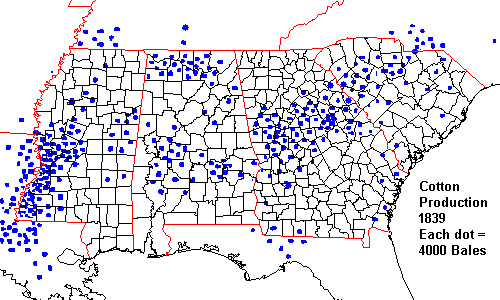 Cotton
Production
1839
Each dot =
4000 Bales